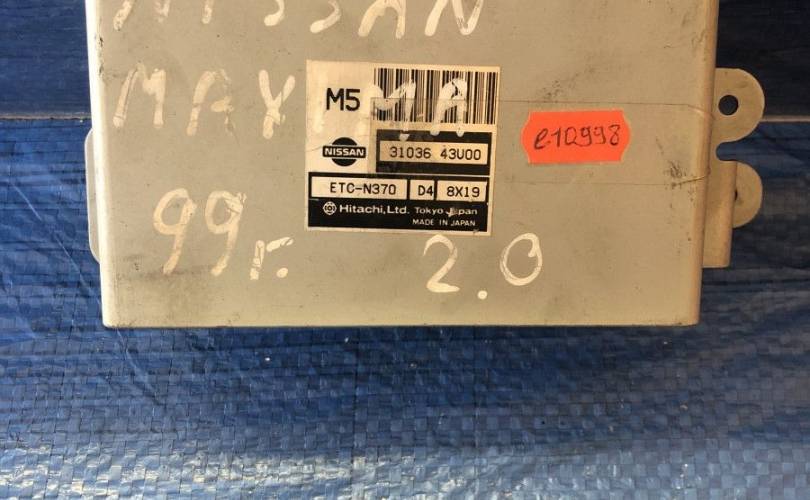 NISSAN
MAXIMA
M5
NISSAN
31036 43U00
ETC-N370 D4 8X19
Hitachi, Ltd. Tokyo Japan
MADE IN JAPAN
e10998
99г. 2.0